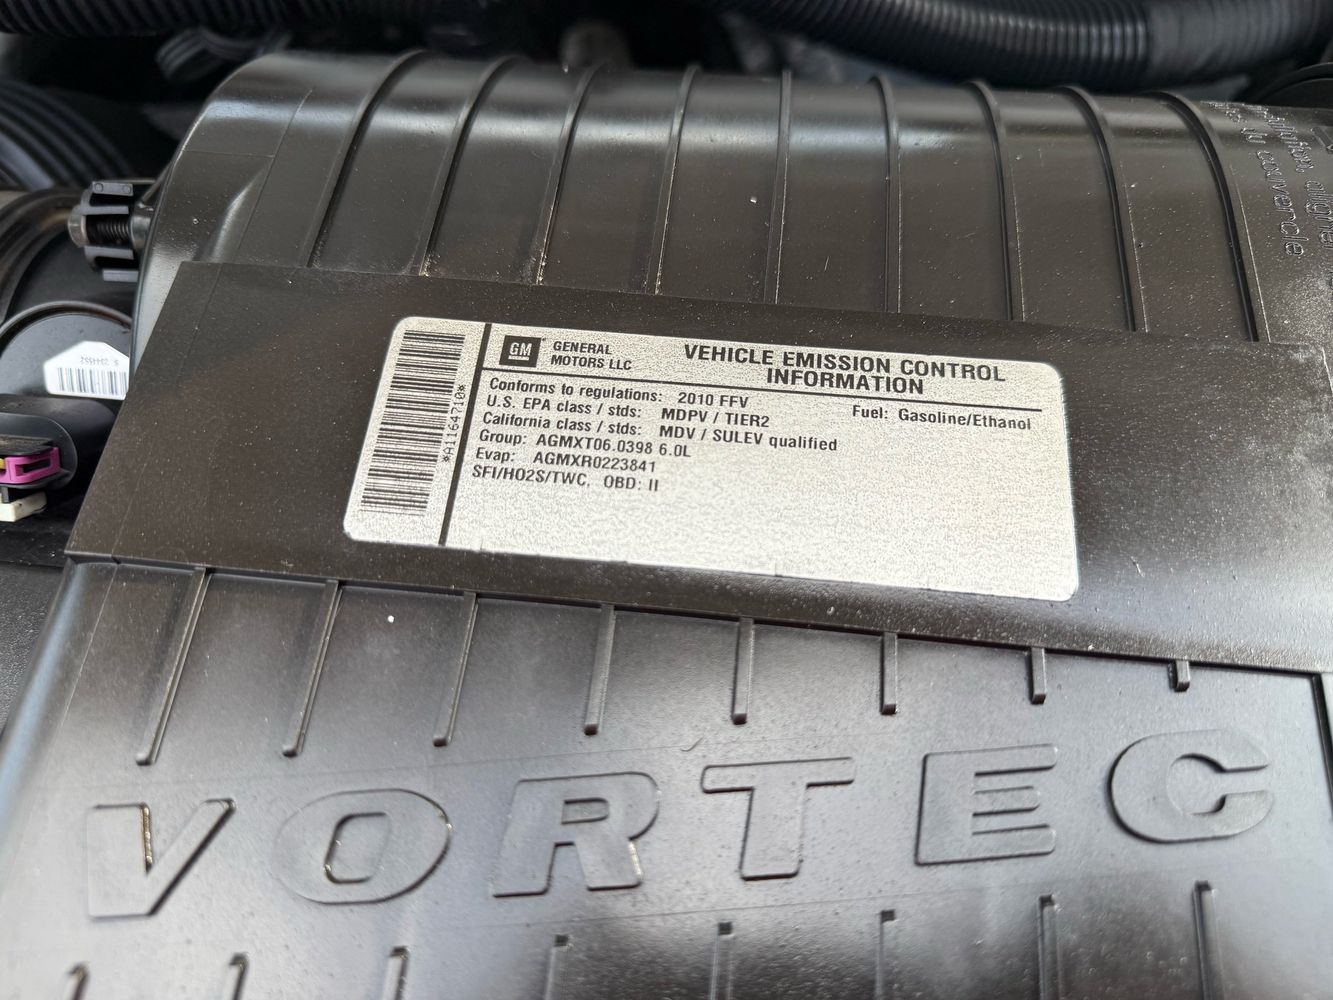 GM
GENERAL
MOTORS LLC
VEHICLE EMISSION CONTROL
INFORMATION
Conforms to regulations: 2010 FFV
Fuel: Gasoline/Ethanol
U.S. EPA class / stds: MDPV / TIER2
California class / stds: MDV / SULEV qualified
Group: AGMXT06.0398 6.0L
Evap: AGMXR0223841
SFI/HO2S/TWC, OBD: II
*A1164710*
VORTEC
couvercle